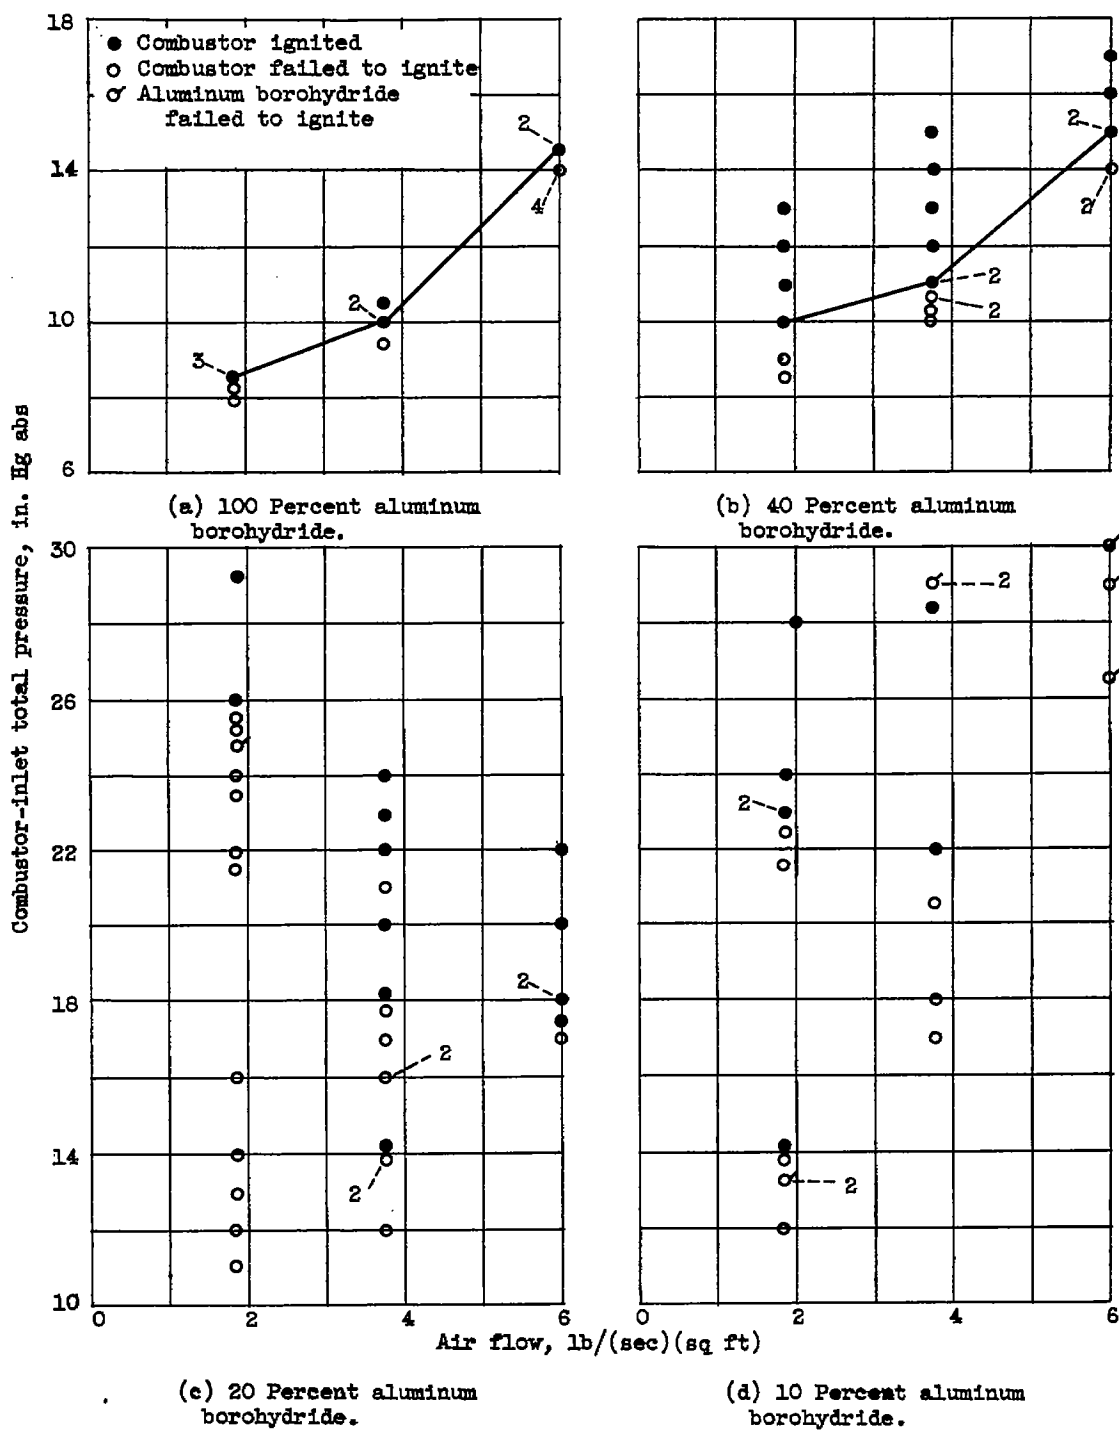 18
14
10
6
● Combustor ignited
○ Combustor failed to ignite
Aluminum borohydride
failed to ignite
2
4
2
3
(a) 100 Percent aluminum
borohydride.
2
2
2
2
(b) 40 Percent aluminum
borohydride.
Combustor-inlet total pressure, in. Hg abs
30
26
22
18
14
10
2
2
2
0 2 4 6
(c) 20 Percent aluminum
borohydride.
2
2
2
0 2 4 6
Air flow, lb/(sec)(sq ft)
(d) 10 Percent aluminum
borohydride.